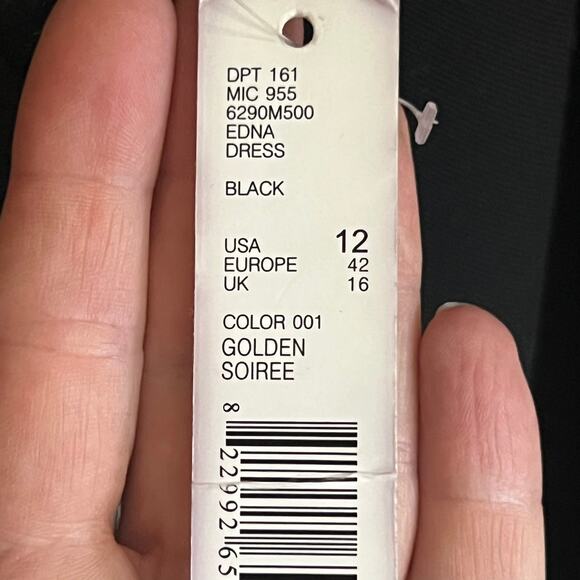 DPT 161
MIC 955
6290M500
EDNA
DRESS
BLACK
USA 12
EUROPE 42
UK 16
COLOR 001
GOLDEN
SOIREE
8 22992 65